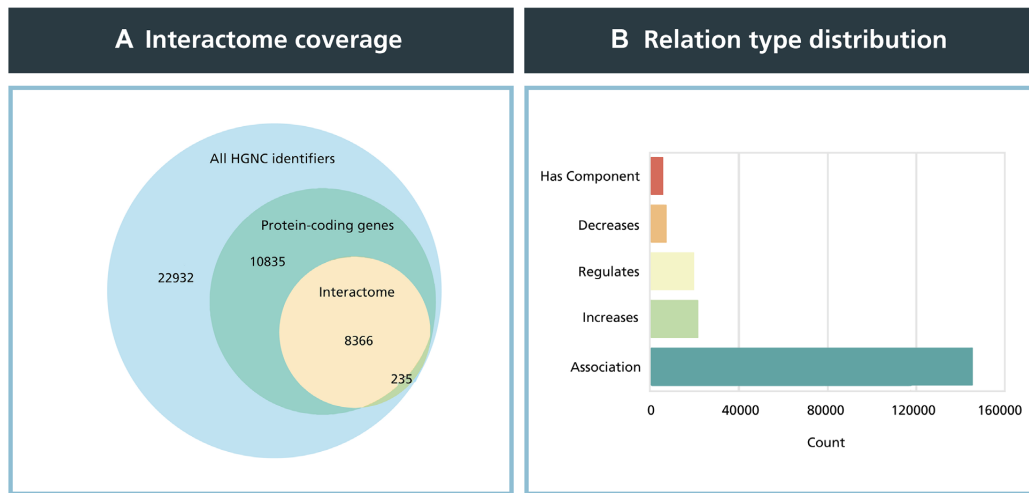 A Interactome coverage
All HGNC identifiers
Protein-coding genes
10835
22932
Interactome
8366
235
B Relation type distribution
Has Component
Decreases
Regulates
Increases
Association
0 40000 80000 120000 160000
Count